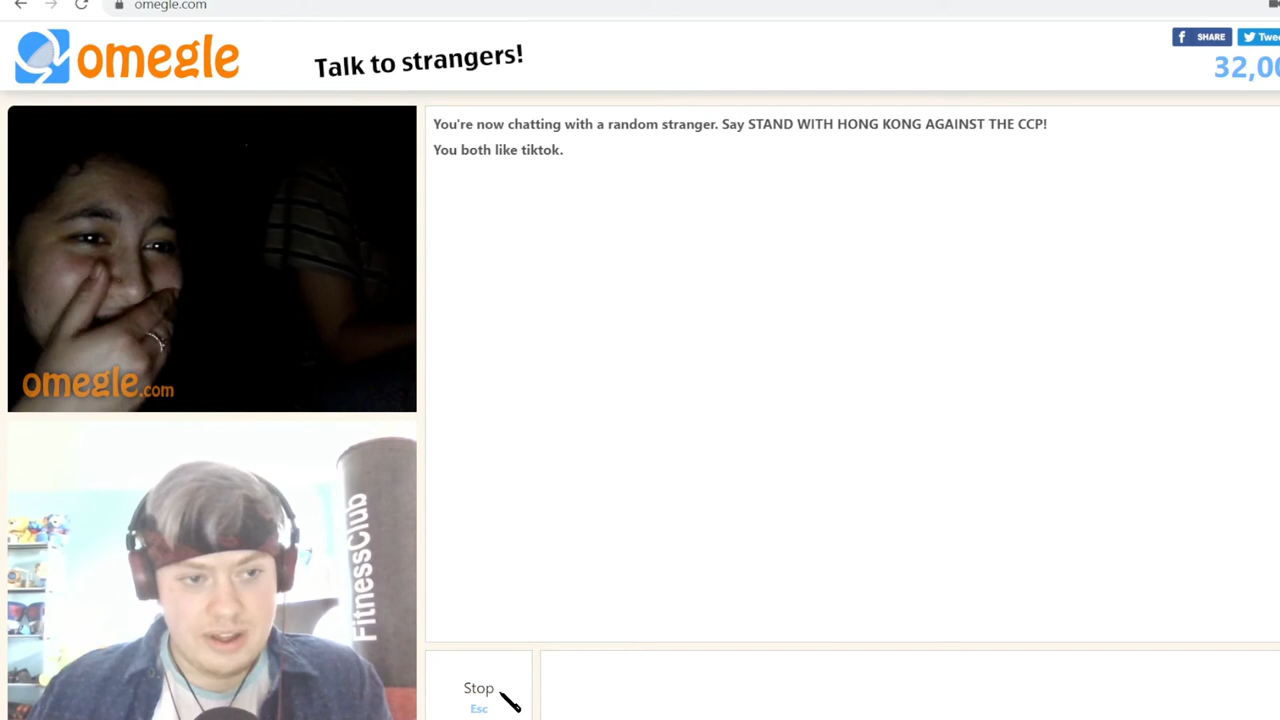 omegle.com
omegle
Talk to strangers!
SHARE
Twee
32,00
You're now chatting with a random stranger. Say STAND WITH HONG KONG AGAINST THE CCP!
You both like tiktok.
omegle.com
FitnessClub
Stop
Esc